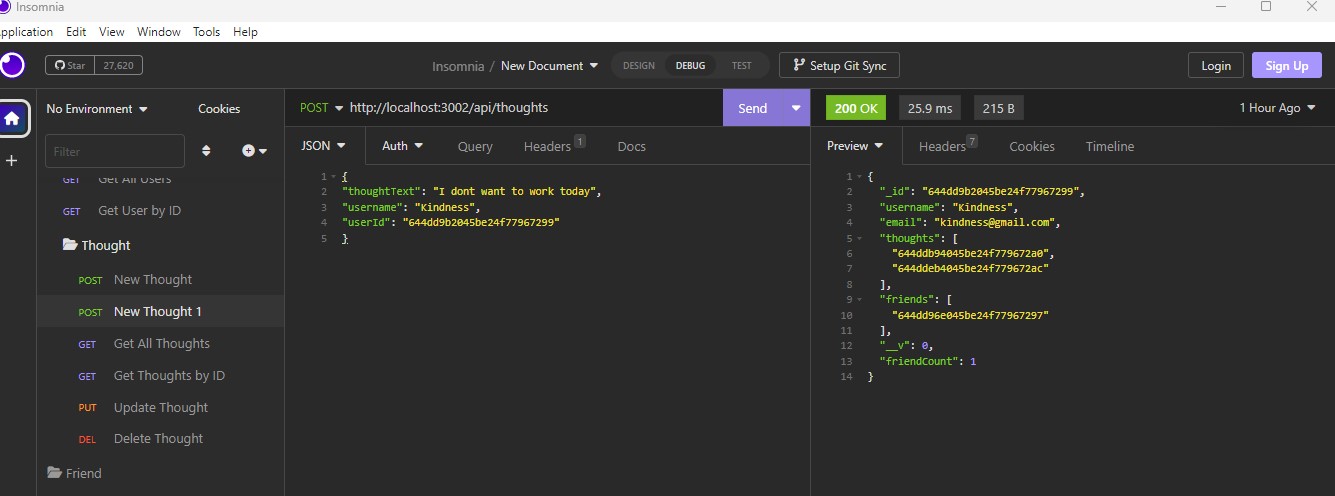 Insomnia
pplication Edit View Window Tools Help
Star 27,620
Insomnia / New Document
DESIGN DEBUG TEST
Setup Git Sync
Login
Sign Up
No Environment
Cookies
Filter
GET Get All Users
GET Get User by ID
Thought
POST New Thought
POST New Thought 1
GET Get All Thoughts
GET Get Thoughts by ID
PUT Update Thought
DEL Delete Thought
Friend
POST http://localhost:3002/api/thoughts
Send
JSON Auth Query Headers 1 Docs
1 {
2 "thoughtText": "I dont want to work today",
3 "username": "Kindness",
4 "userId": "644dd9b2045be24f77967299"
5 }
200 OK 25.9 ms 215 B 1 Hour Ago
Preview Headers 7 Cookies Timeline
1 {
2 "_id": "644dd9b2045be24f77967299",
3 "username": "Kindness",
4 "email": "kindness@gmail.com",
5 "thoughts": [
6 "644ddb94045be24f779672a0",
7 "644ddeb4045be24f779672ac"
8 ],
9 "friends": [
10 "644dd96e045be24f77967297"
11 ],
12 "__v": 0,
13 "friendCount": 1
14 }